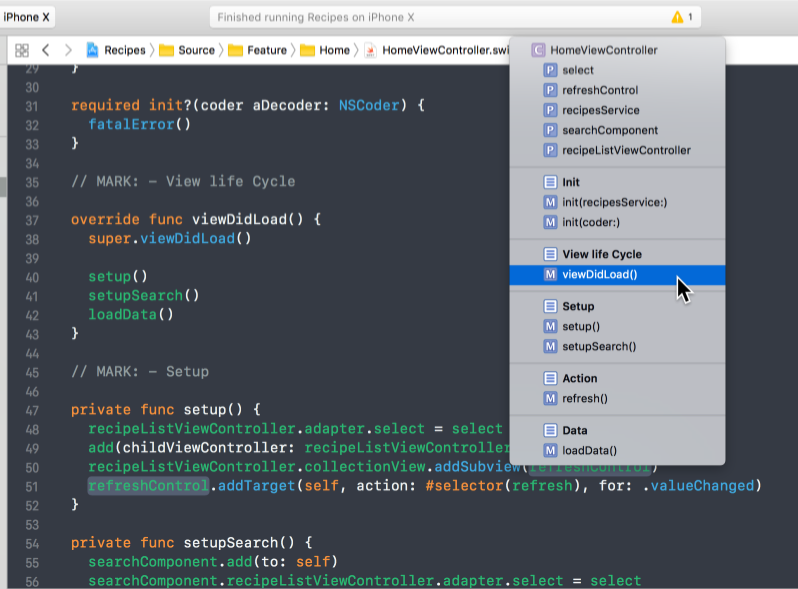 iPhone X
Finished running Recipes on iPhone X
1
Recipes
Source
Feature
Home
HomeViewController.swi
29 }
30
31 required init?(coder aDecoder: NSCoder) {
32 fatalError()
33 }
34
35 // MARK: - View life Cycle
36
37 override func viewDidLoad() {
38 super.viewDidLoad()
39
40 setup()
41 setupSearch()
42 loadData()
43 }
44
45 // MARK: - Setup
46
47 private func setup() {
48 recipeListViewController.adapter.select = select
49 add(childViewController: recipeListViewController
50 recipeListViewController.collectionView.addSubview(refreshControl)
51 refreshControl.addTarget(self, action: #selector(refresh), for: .valueChanged)
52 }
53
54 private func setupSearch() {
55 searchComponent.add(to: self)
56 searchComponent.recipeListViewController.adapter.select = select
C HomeViewController
P select
P refreshControl
P recipesService
P searchComponent
P recipeListViewController
Init
M init(recipesService:)
M init(coder:)
View life Cycle
M viewDidLoad()
Setup
M setup()
M setupSearch()
Action
M refresh()
Data
M loadData()